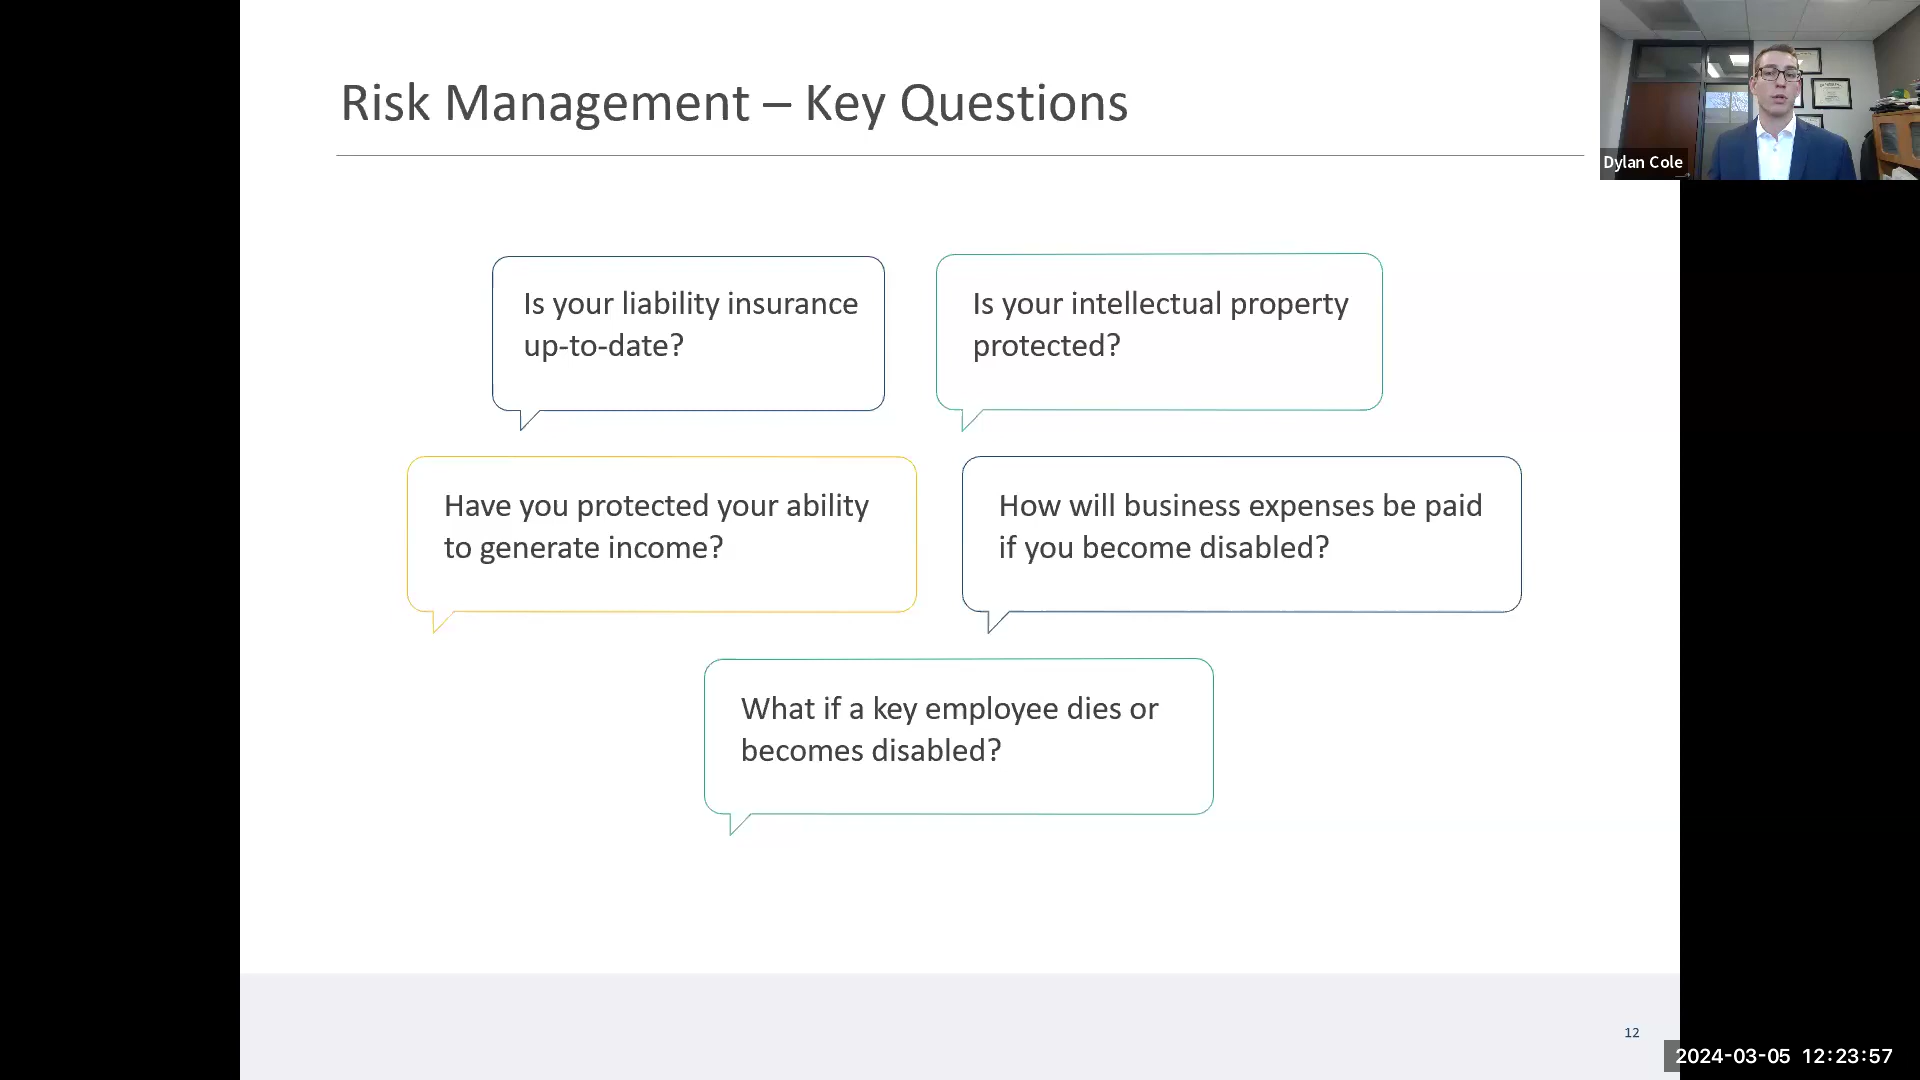 Risk Management – Key Questions
Dylan Cole
Is your liability insurance
up-to-date?
Is your intellectual property
protected?
Have you protected your ability
to generate income?
How will business expenses be paid
if you become disabled?
What if a key employee dies or
becomes disabled?
12
2024-03-05 12:23:57